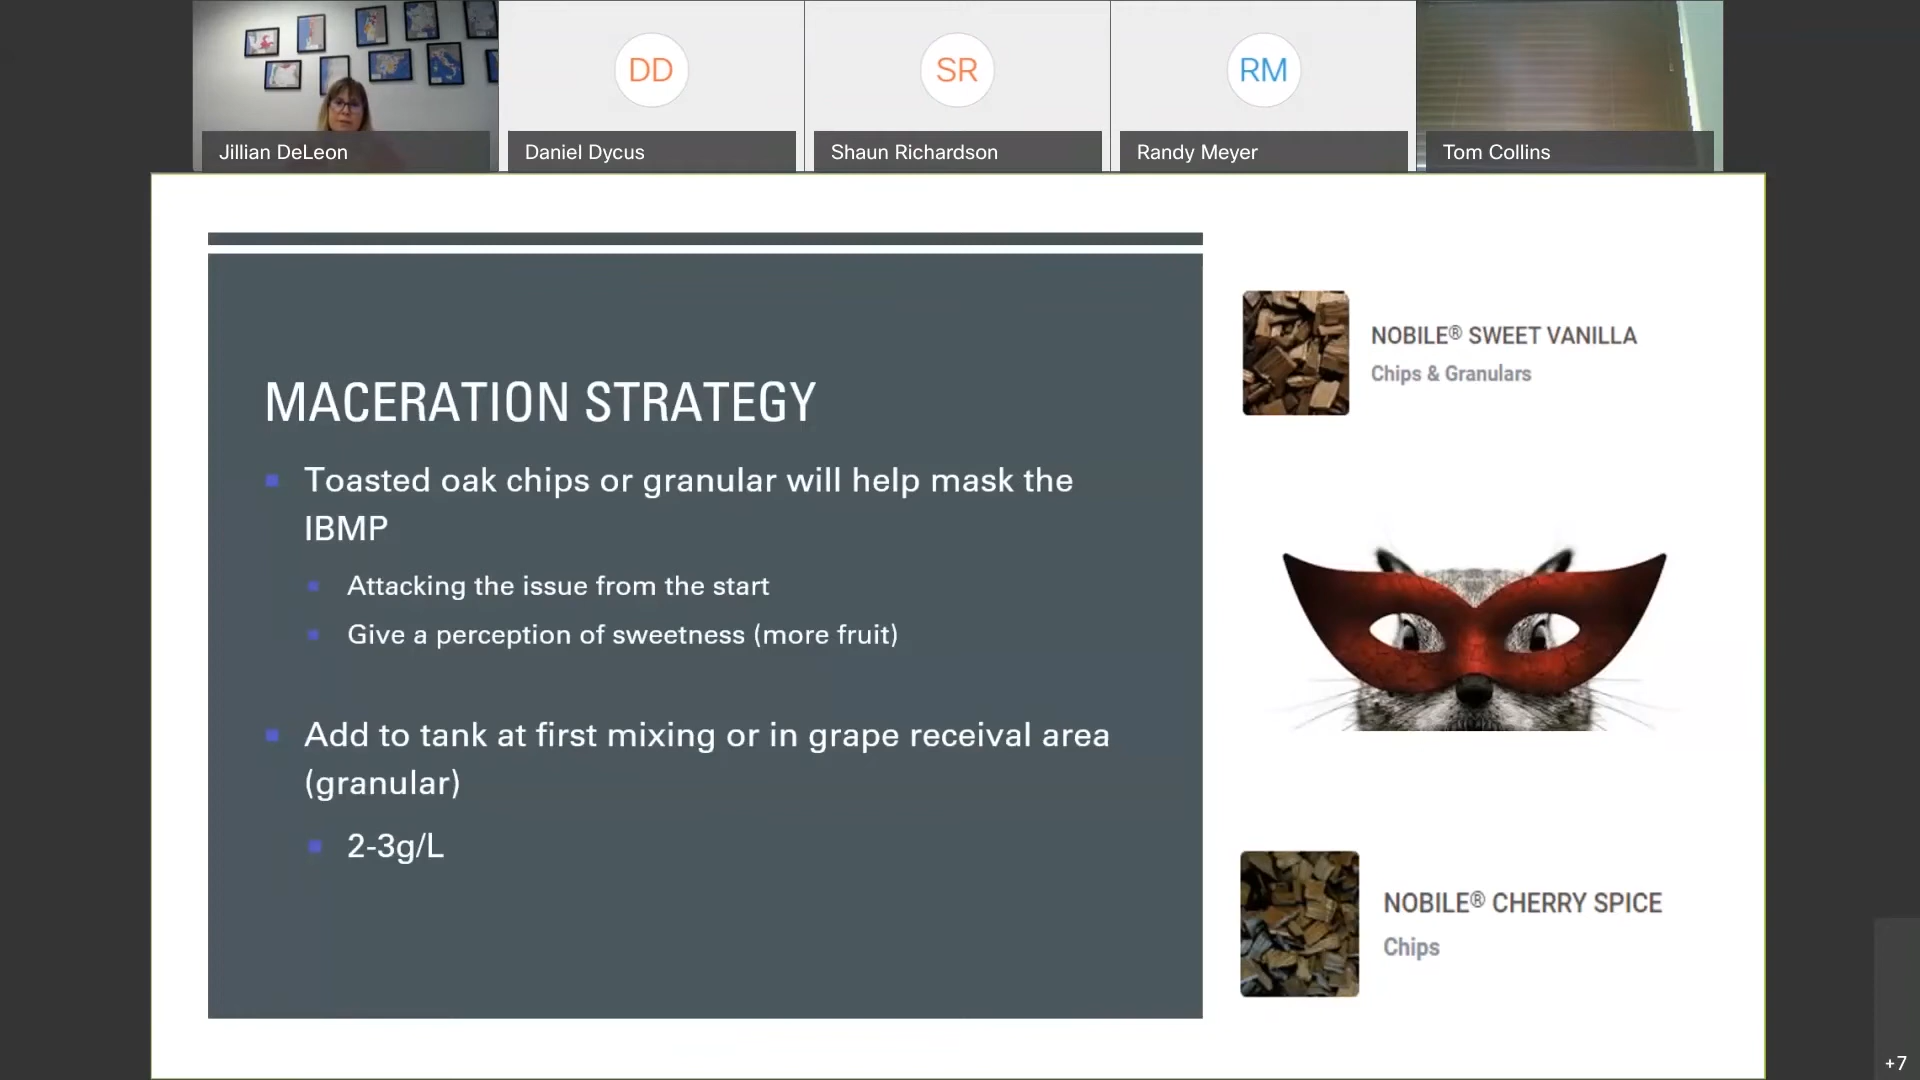 DD
SR
RM
Jillian DeLeon
Daniel Dycus
Shaun Richardson
Randy Meyer
Tom Collins
MACERATION STRATEGY
Toasted oak chips or granular will help mask the
IBMP
Attacking the issue from the start
Give a perception of sweetness (more fruit)
Add to tank at first mixing or in grape receival area
(granular)
2-3g/L
NOBILE® SWEET VANILLA
Chips & Granulars
NOBILE® CHERRY SPICE
Chips
+7